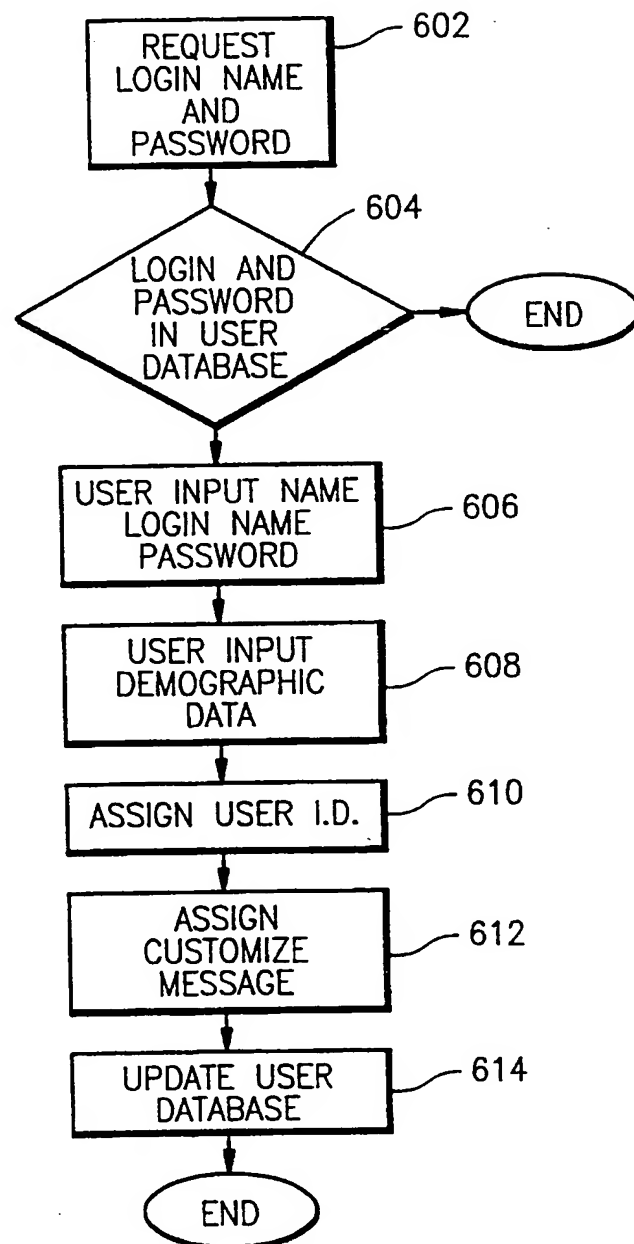 REQUEST
LOGIN NAME
AND
PASSWORD
602
604
LOGIN AND
PASSWORD
IN USER
DATABASE
END
USER INPUT NAME
LOGIN NAME
PASSWORD
606
USER INPUT
DEMOGRAPHIC
DATA
608
ASSIGN USER I.D.
610
ASSIGN
CUSTOMIZE
MESSAGE
612
UPDATE USER
DATABASE
614
END